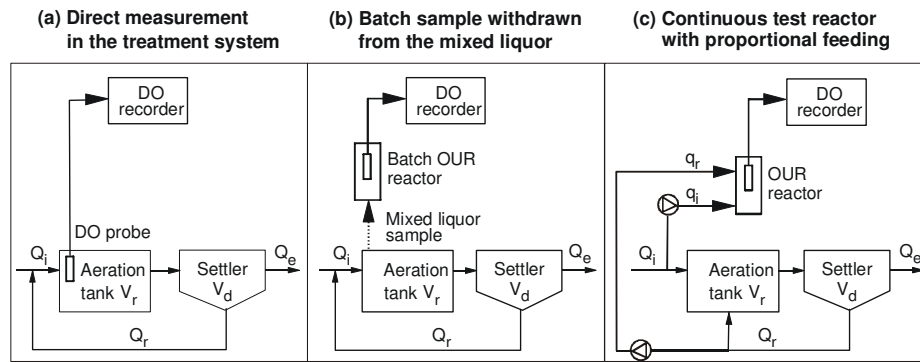 (a) Direct measurement
in the treatment system
DO
recorder
DO probe
Q_i
Aeration
tank V_r
Settler
V_d
Q_e
Q_r
(b) Batch sample withdrawn
from the mixed liquor
DO
recorder
Batch OUR
reactor
Mixed liquor
sample
Q_i
Aeration
tank V_r
Settler
V_d
Q_e
Q_r
(c) Continuous test reactor
with proportional feeding
DO
recorder
q_r
OUR
reactor
q_i
Q_i
Aeration
tank V_r
Settler
V_d
Q_e
Q_r